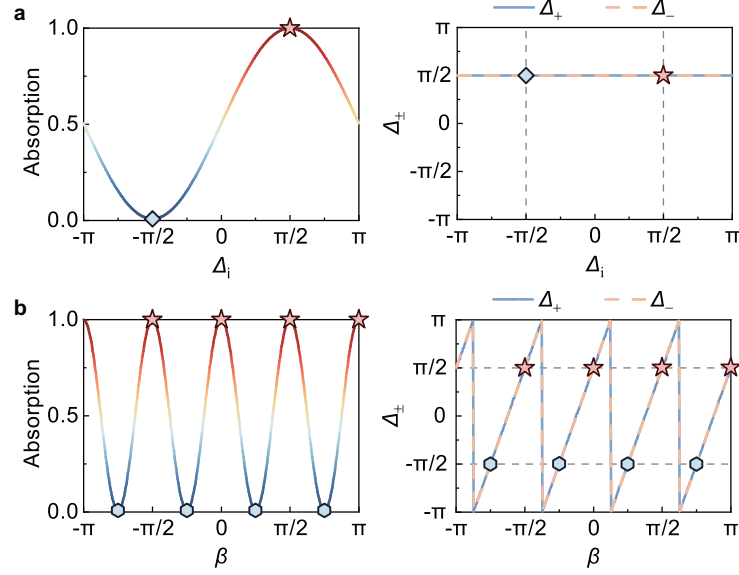 a
1.0
0.5
0.0
Absorption
-π
-π/2
0
π/2
π
Δi
Δ+ Δ−
π
π/2
0
-π/2
-π
Δ±
-π
-π/2
0
π/2
π
Δi
b
1.0
0.5
0.0
Absorption
-π
-π/2
0
π/2
π
β
Δ+ Δ−
π
π/2
0
-π/2
-π
Δ±
-π
-π/2
0
π/2
π
β